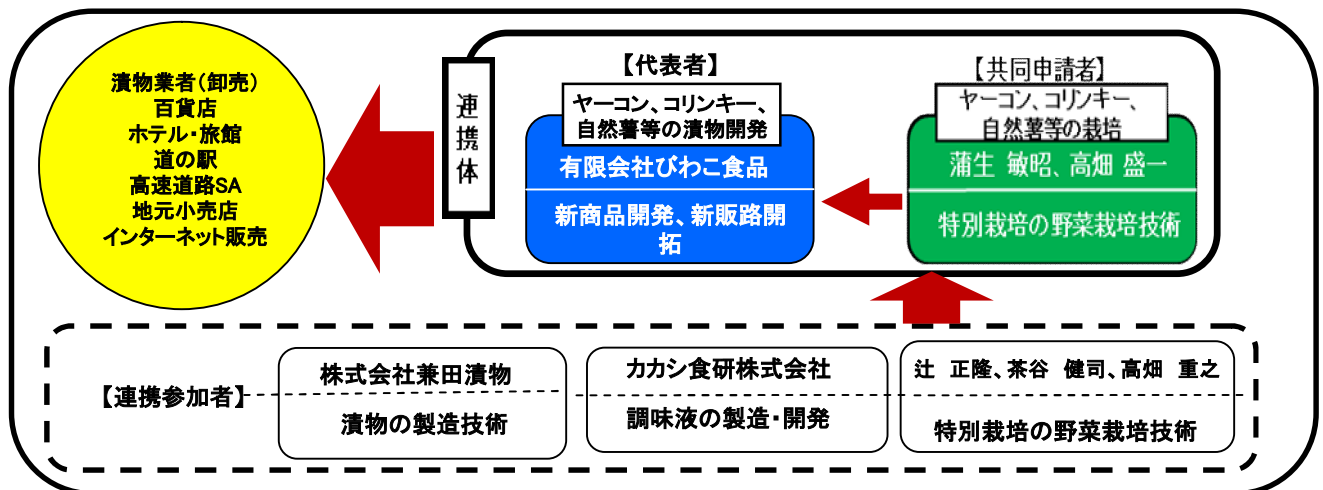 漬物業者（卸売）
百貨店
ホテル・旅館
道の駅
高速道路SA
地元小売店
インターネット販売
連携体
【代表者】
ヤーコン、コリンキー、
自然薯等の漬物開発
有限会社びわこ食品
新商品開発、新販路開
拓
【共同申請者】
ヤーコン、コリンキー、
自然薯等の栽培
蒲生 敏昭、高畑 盛一
特別栽培の野菜栽培技術
【連携参加者】
株式会社兼田漬物
漬物の製造技術
カカシ食研株式会社
調味液の製造・開発
辻 正隆、茶谷 健司、高畑 重之
特別栽培の野菜栽培技術